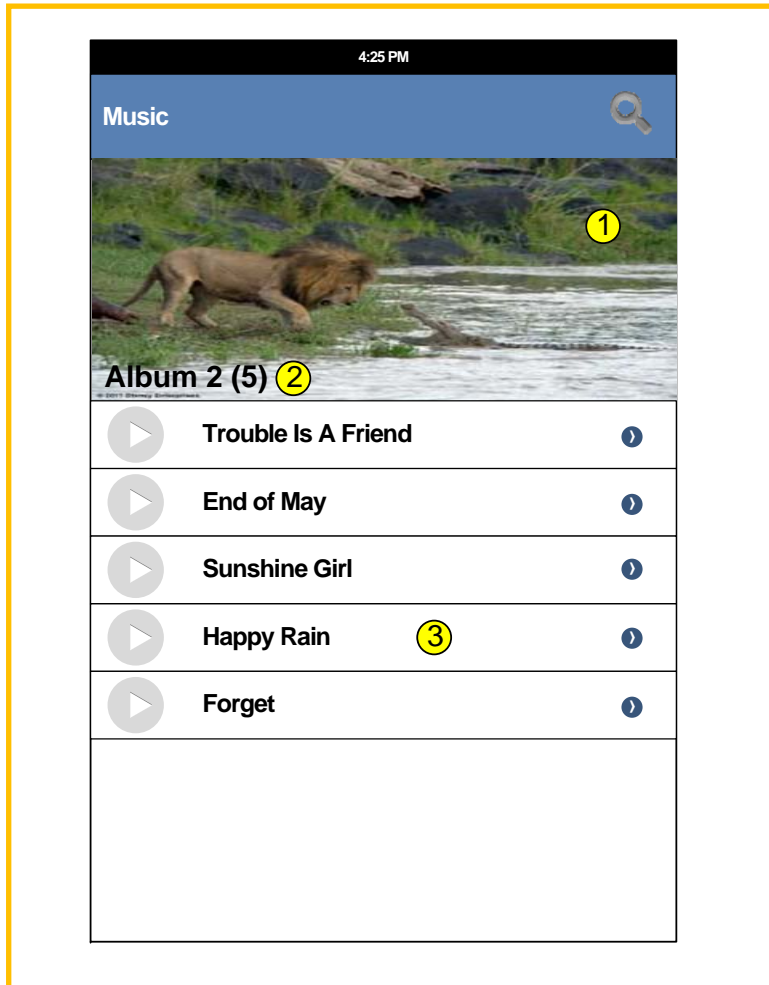 4:25 PM
Music
1
Album 2 (5) 2
Trouble Is A Friend
End of May
Sunshine Girl
Happy Rain 3
Forget